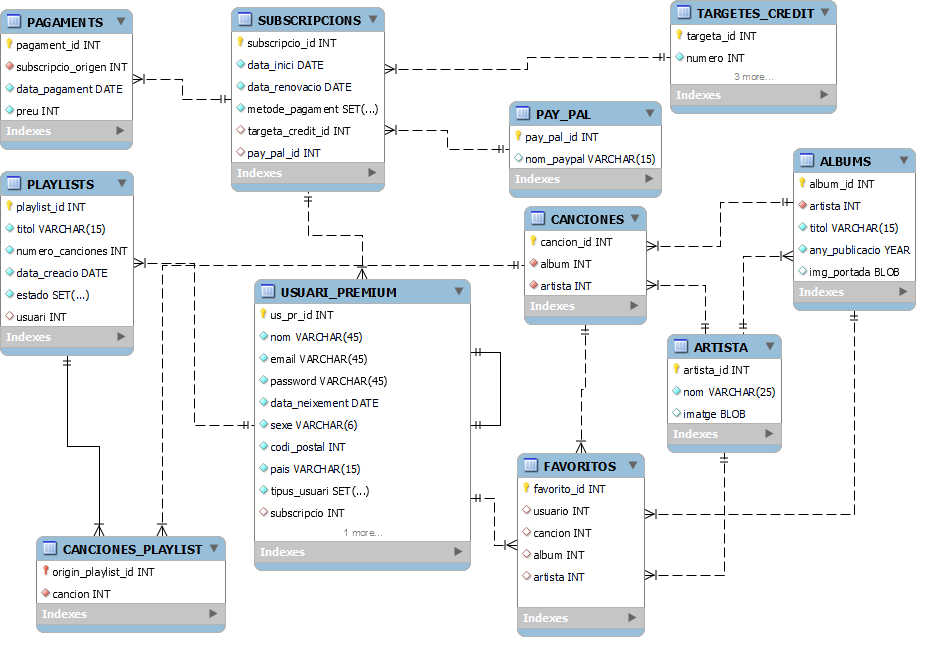 PAGAMENTS
pagament_id INT
subscripcio_origen INT
data_pagament DATE
preu INT
Indexes
SUBSCRIPCIONS
subscripcio_id INT
data_inici DATE
data_renovacio DATE
metode_pagament SET(...)
targeta_credit_id INT
pay_pal_id INT
Indexes
TARGETES_CREDIT
targeta_id INT
numero INT
3 more...
Indexes
PAY_PAL
pay_pal_id INT
nom_paypal VARCHAR(15)
Indexes
ALBUMS
album_id INT
artista INT
titol VARCHAR(15)
any_publicacio YEAR
img_portada BLOB
Indexes
PLAYLISTS
playlist_id INT
titol VARCHAR(15)
numero_canciones INT
data_creacio DATE
estado SET(...)
usuari INT
Indexes
CANCIONES
cancion_id INT
album INT
artista INT
Indexes
USUARI_PREMIUM
us_pr_id INT
nom VARCHAR(45)
email VARCHAR(45)
password VARCHAR(45)
data_neixement DATE
sexe VARCHAR(6)
codi_postal INT
pais VARCHAR(15)
tipus_usuari SET(...)
subscripcio INT
1 more...
Indexes
ARTISTA
artista_id INT
nom VARCHAR(25)
imatge BLOB
Indexes
FAVORITOS
favorito_id INT
usuario INT
cancion INT
album INT
artista INT
Indexes
CANCIONES_PLAYLIST
origin_playlist_id INT
cancion INT
Indexes